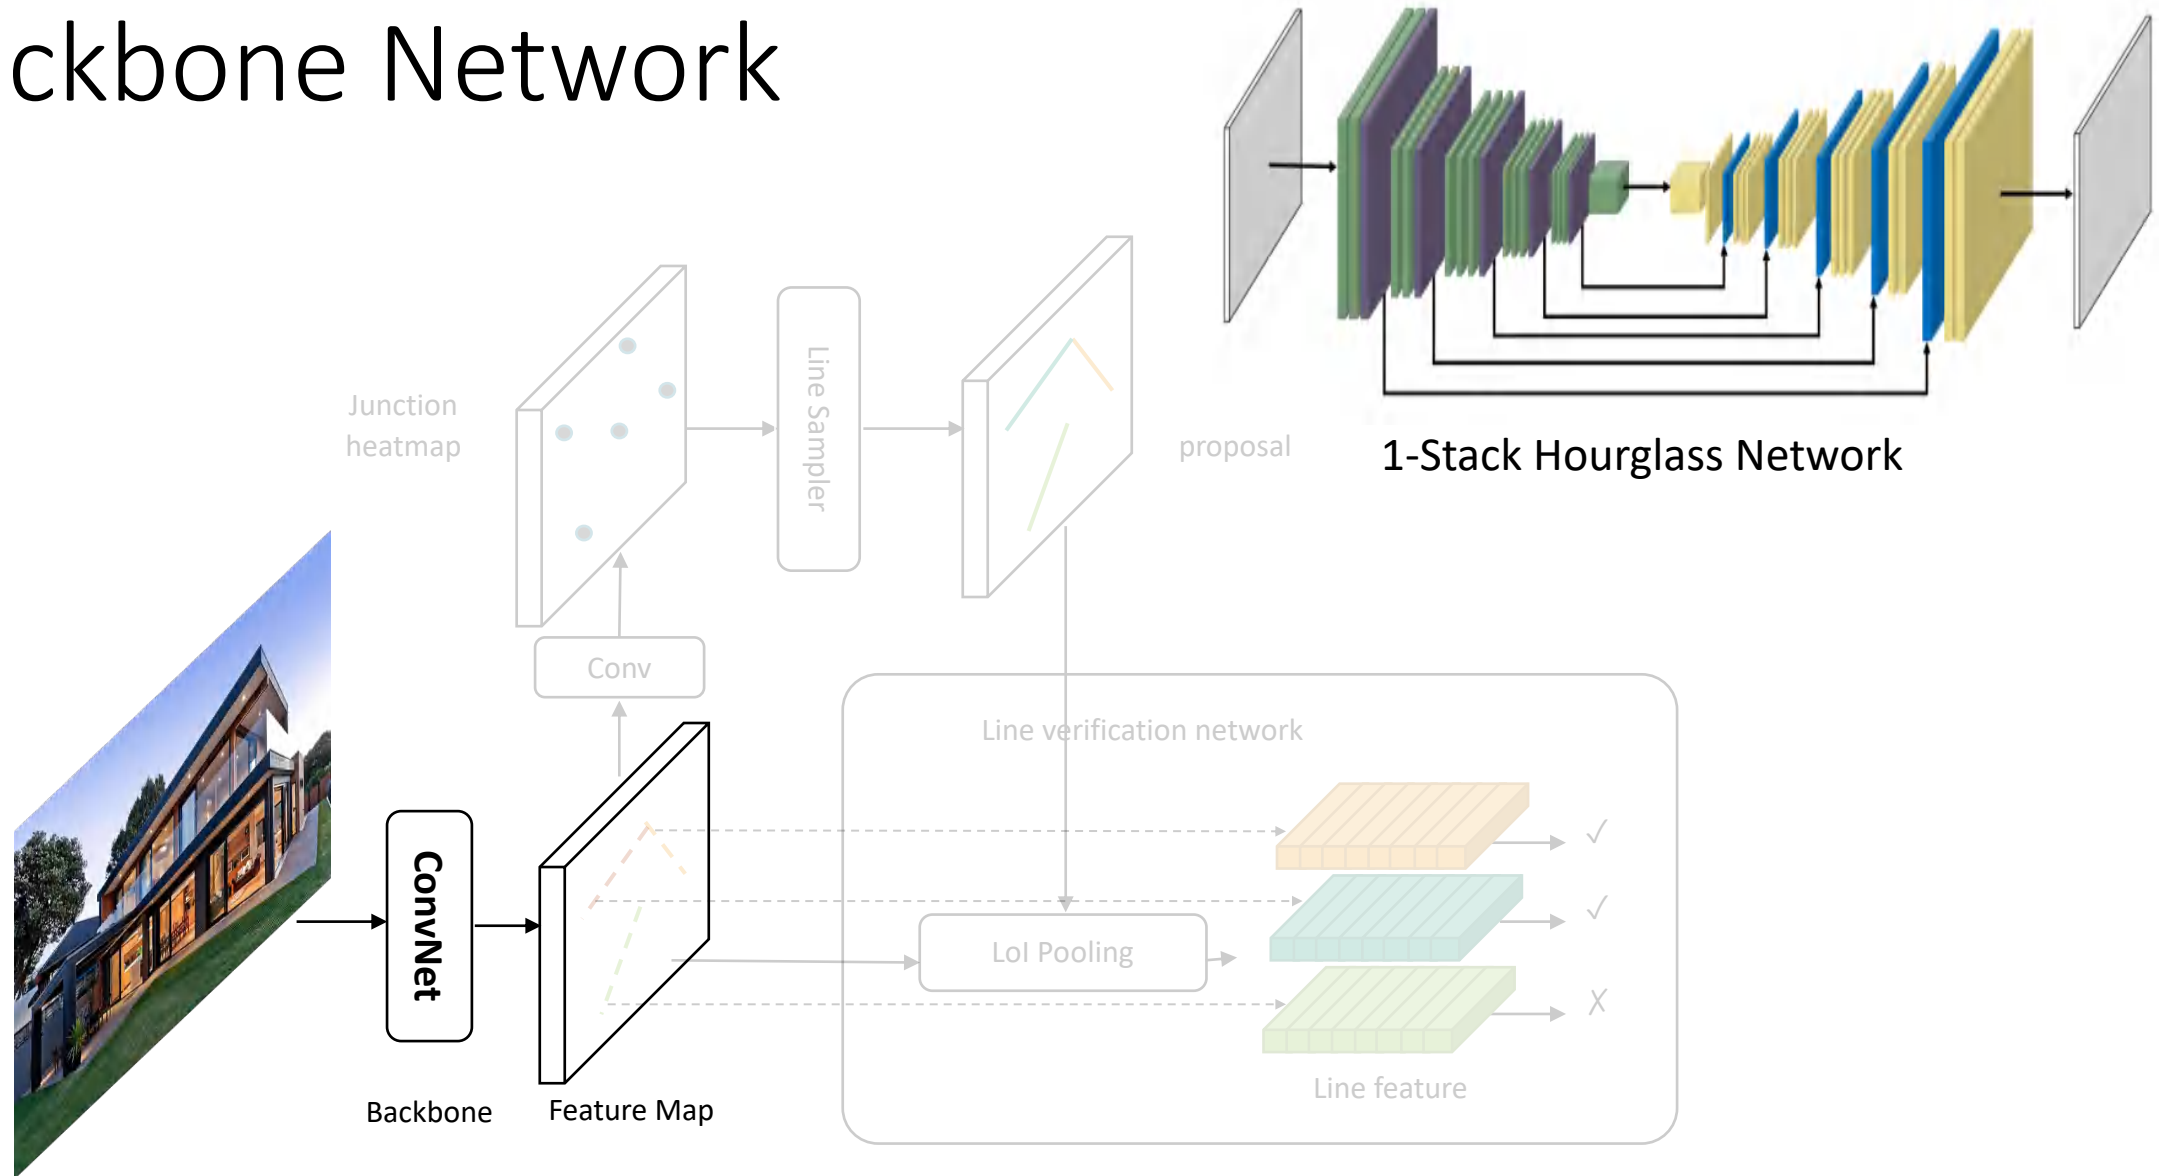 ckbone Network
1-Stack Hourglass Network
Junction
heatmap
Line Sampler
proposal
Conv
Line verification network
ConvNet
LoI Pooling
✓
✓
✗
Line feature
Backbone
Feature Map